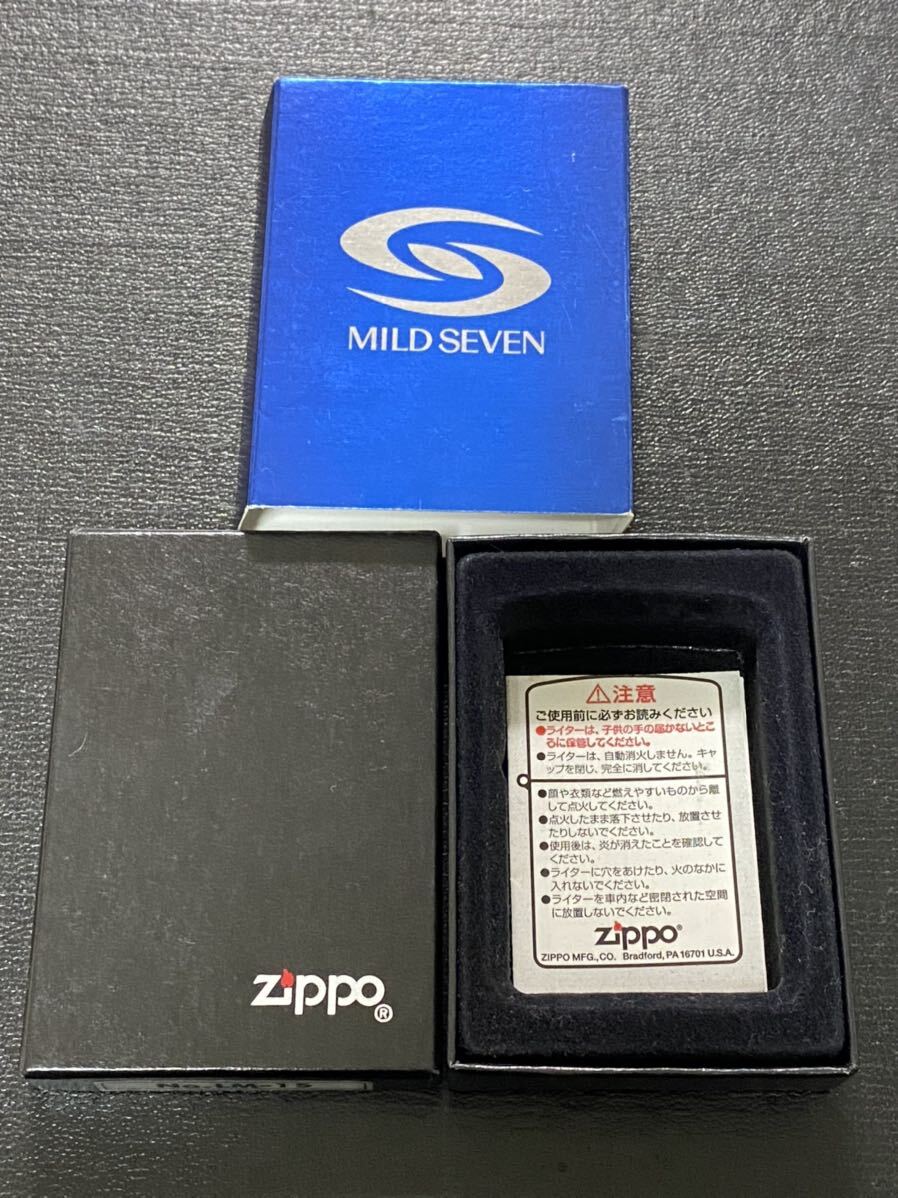 MILD SEVEN
⚠注意
ご使用前に必ずお読みください
●ライターは、子供の手の届かないとこ
ろに保管してください。
●ライターは、自動消火しません。キャ
ップを閉じ、完全に消してください。
●顔や衣類など燃えやすいものから離
して点火してください。
●点火したまま落下させたり、放置させ
たりしないでください。
●使用後は、炎が消えたことを確認して
ください。
●ライターに穴をあけたり、火のなかに
入れないでください。
●ライターを車内など密閉された空間
に放置しないでください。
Zippo®
ZIPPO MFG.,CO. Bradford, PA 16701 U.S.A.
Zippo®
No.LM-15